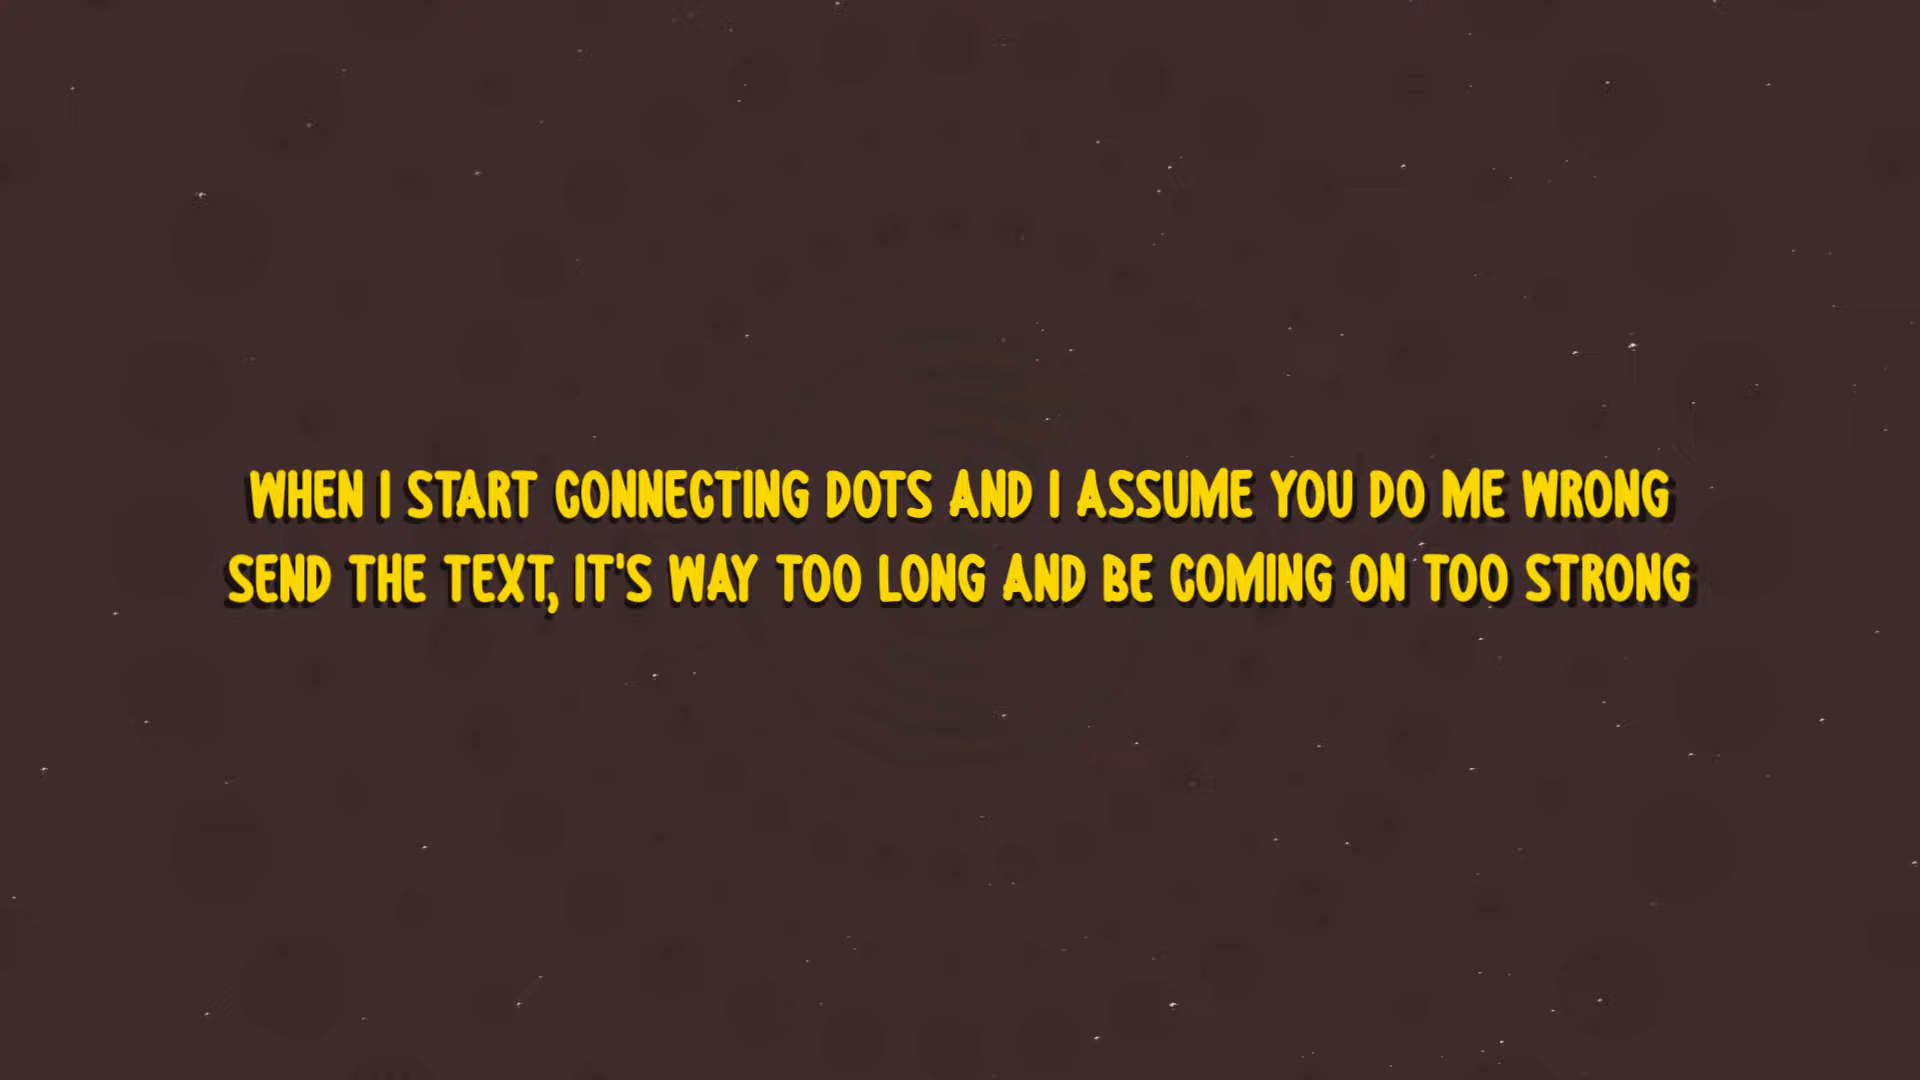 WHEN I START CONNECTING DOTS AND I ASSUME YOU DO ME WRONG
SEND THE TEXT, IT'S WAY TOO LONG AND BE COMING ON TOO STRONG